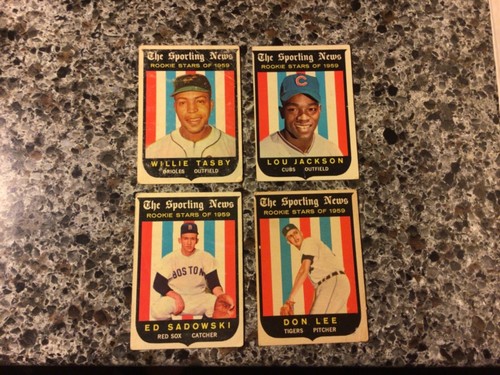 The Sporting News
ROOKIE STARS OF 1959
WILLIE TASBY
ORIOLES OUTFIELD
The Sporting News
ROOKIE STARS OF 1959
C
LOU JACKSON
CUBS OUTFIELD
The Sporting News
ROOKIE STARS OF 1959
B
BOSTON
ED SADOWSKI
RED SOX CATCHER
The Sporting News
ROOKIE STARS OF 1959
DON LEE
TIGERS PITCHER